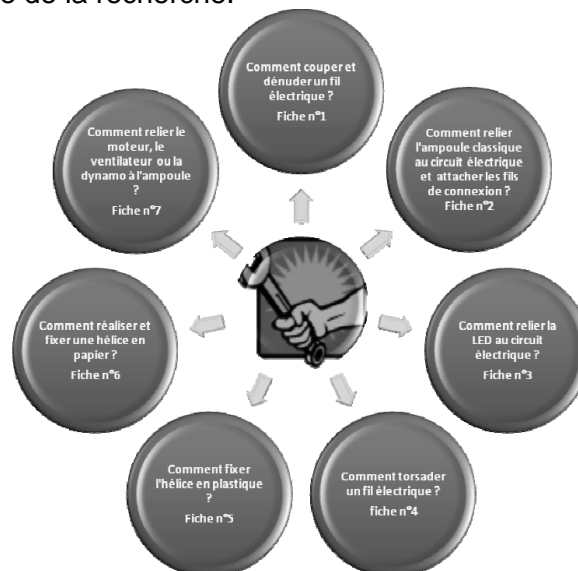 e de la recherche.
Comment couper et
dénuder un fil
électrique ?
Fiche n°1
Comment relier
l'ampoule classique
au circuit électrique
et attacher les fils
de connexion ?
Fiche n°2
Comment relier la
LED au circuit
électrique ?
Fiche n°3
Comment torsader
un fil électrique ?
fiche n°4
Comment fixer
l'hélice en plastique
?
Fiche n°5
Comment réaliser et
fixer une hélice en
papier ?
Fiche n°6
Comment relier le
moteur, le
ventilateur ou la
dynamo à l'ampoule
?
Fiche n°7